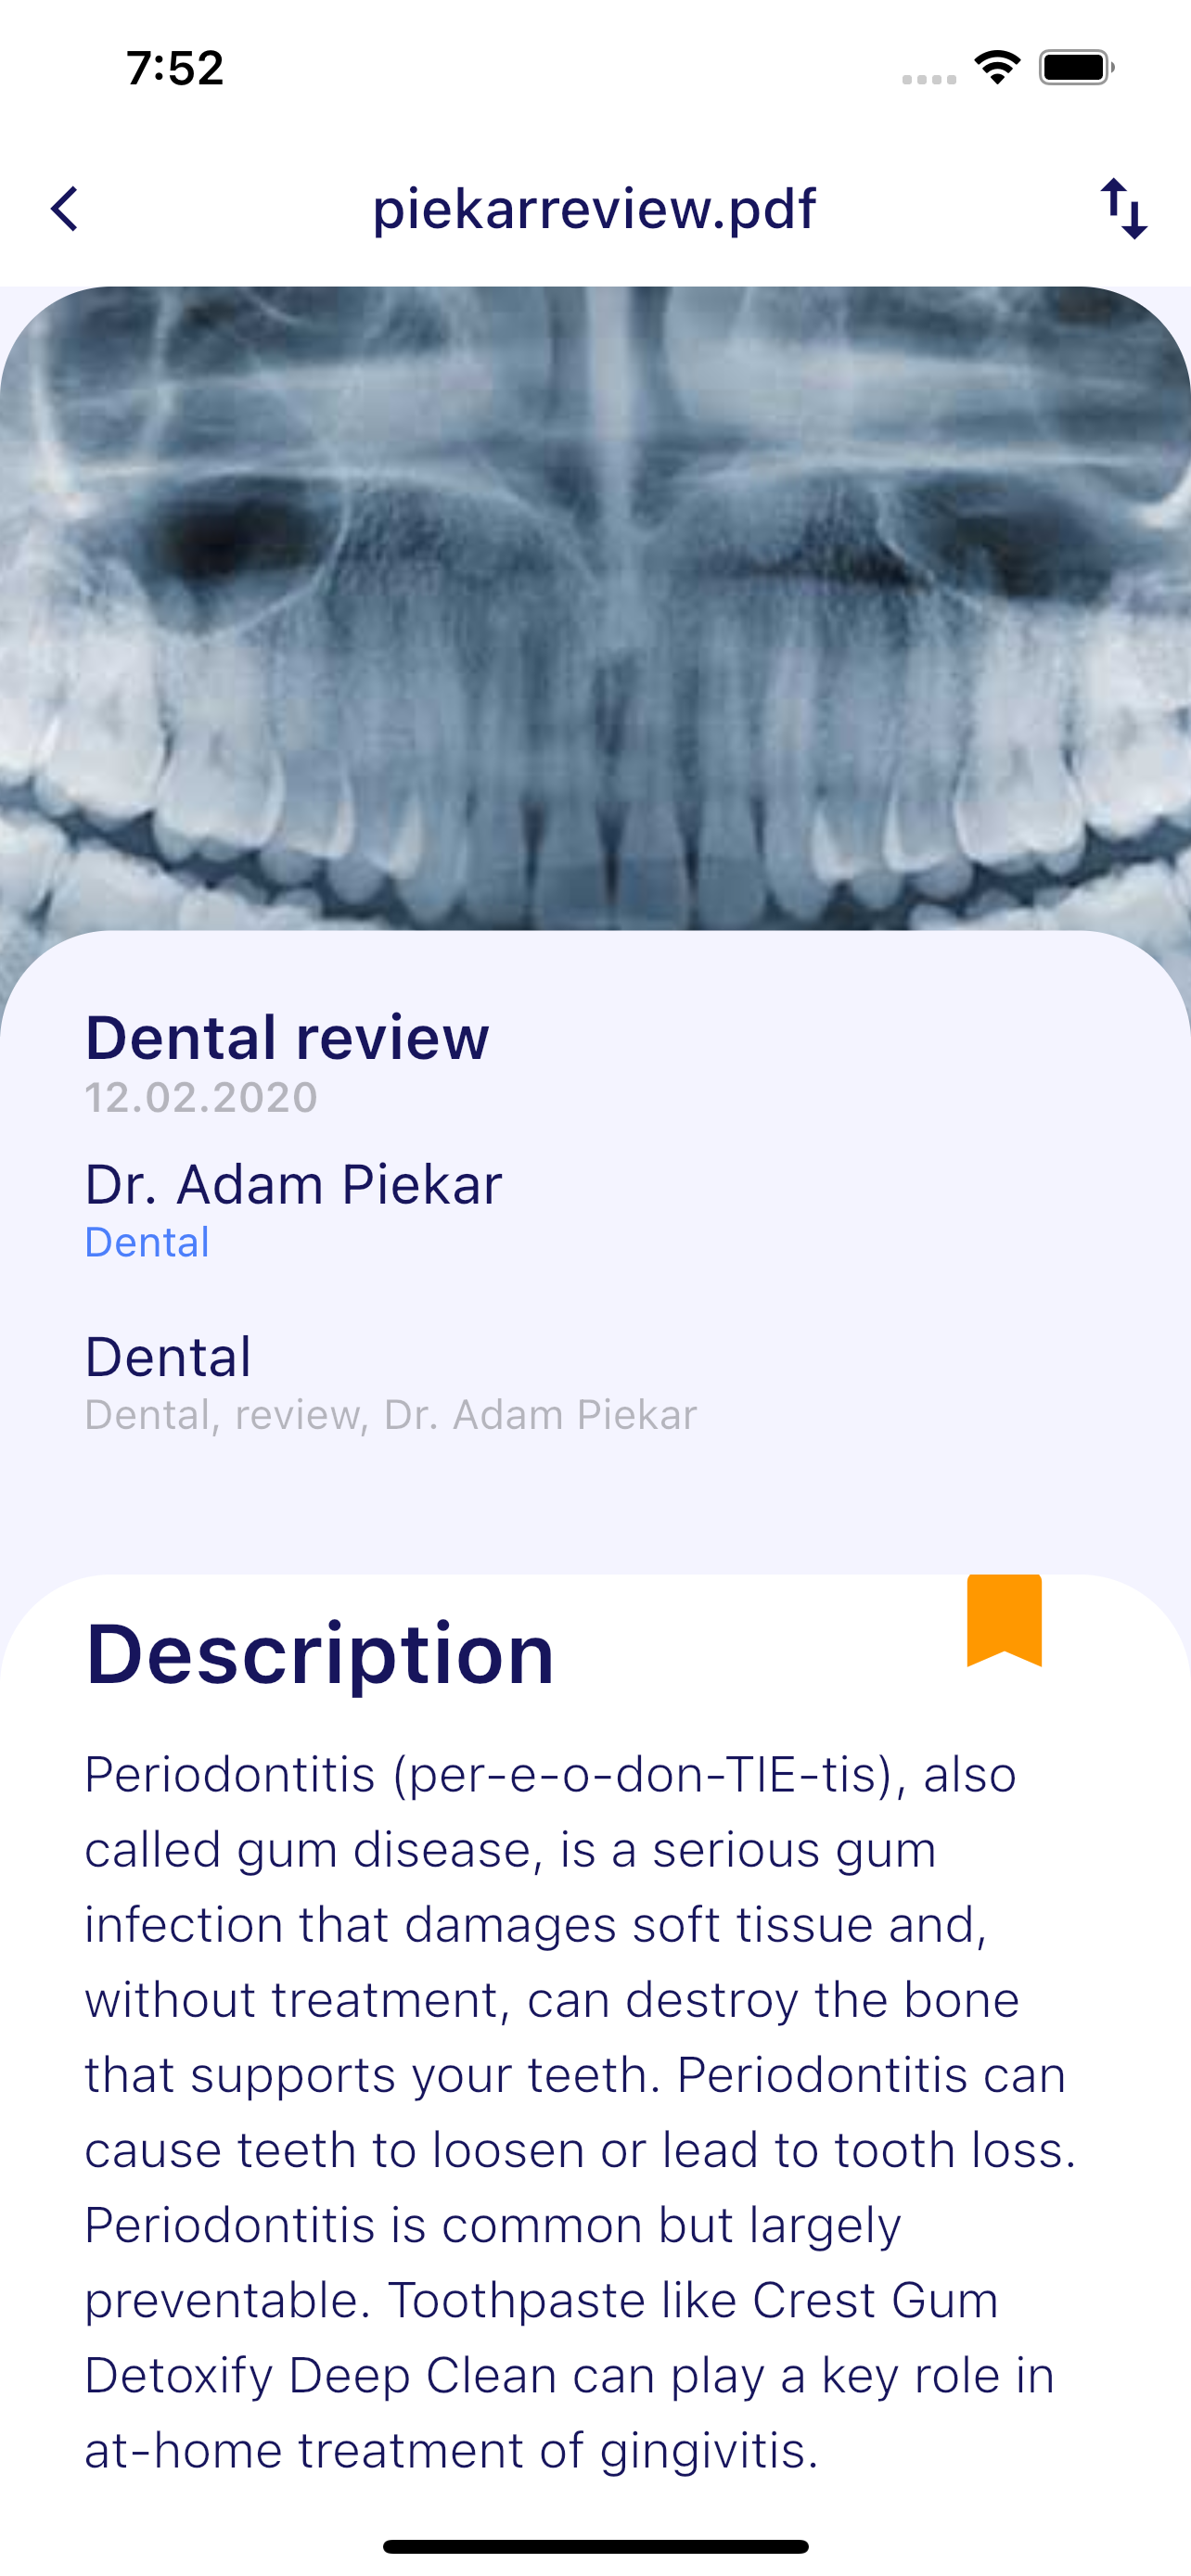 7:52
piekarreview.pdf
Dental review
12.02.2020
Dr. Adam Piekar
Dental
Dental
Dental, review, Dr. Adam Piekar
Description
Periodontitis (per-e-o-don-TIE-tis), also
called gum disease, is a serious gum
infection that damages soft tissue and,
without treatment, can destroy the bone
that supports your teeth. Periodontitis can
cause teeth to loosen or lead to tooth loss.
Periodontitis is common but largely
preventable. Toothpaste like Crest Gum
Detoxify Deep Clean can play a key role in
at-home treatment of gingivitis.